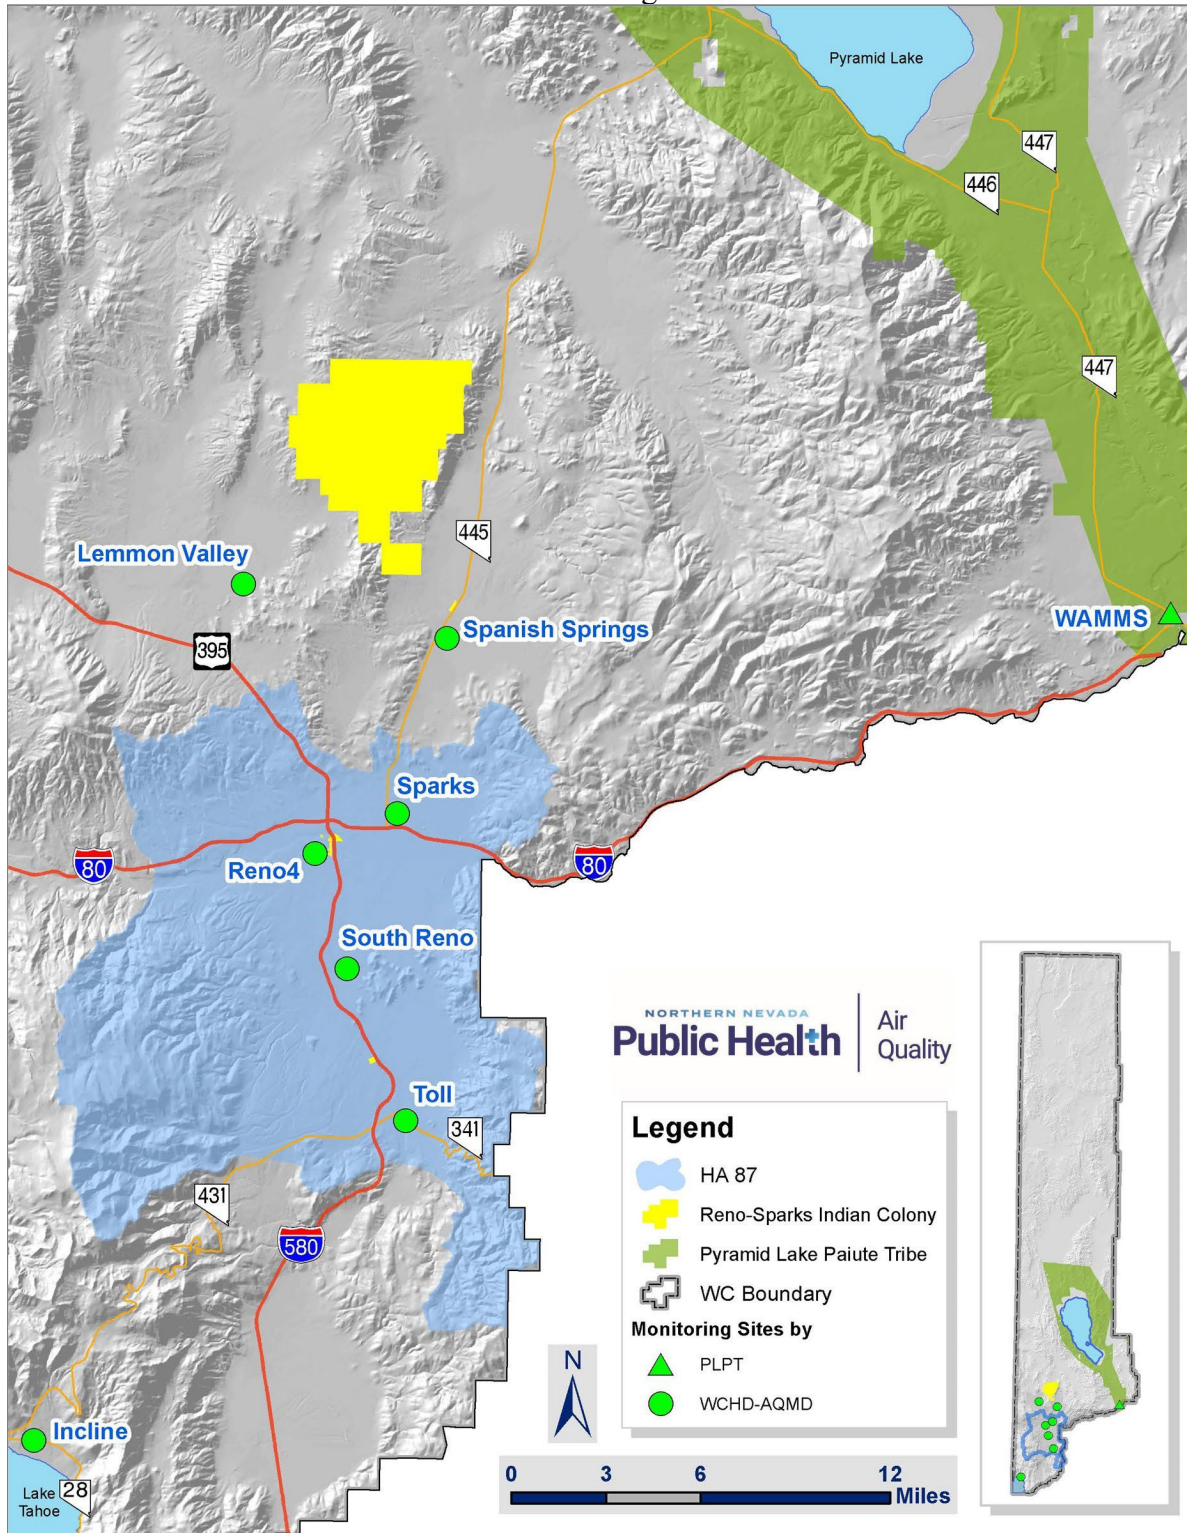 Pyramid Lake
447
446
447
445
Lemmon Valley
Spanish Springs
WAMMS
395
Sparks
80
Reno4
80
South Reno
NORTHERN NEVADA
Public Health
Air
Quality
Toll
341
Legend
HA 87
431
Reno-Sparks Indian Colony
580
Pyramid Lake Paiute Tribe
WC Boundary
Monitoring Sites by
N
PLPT
WCHD-AQMD
Incline
0 3 6 12
Miles
Lake
Tahoe
28